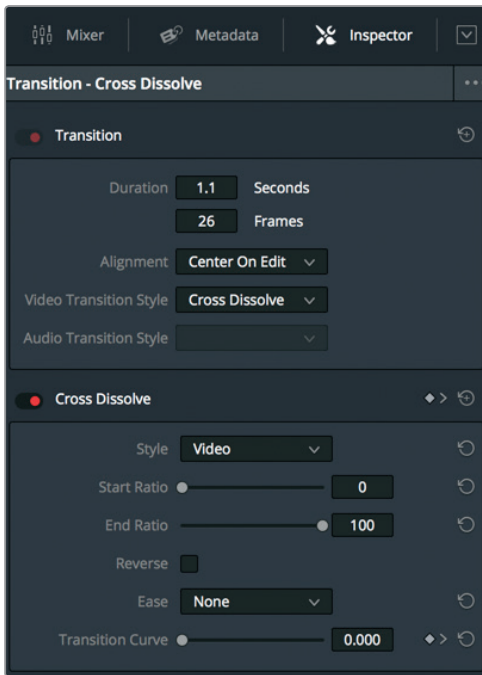 Mixer Metadata Inspector
Transition - Cross Dissolve
Transition
Duration 1.1 Seconds
26 Frames
Alignment Center On Edit
Video Transition Style Cross Dissolve
Audio Transition Style
Cross Dissolve
Style Video
Start Ratio 0
End Ratio 100
Reverse
Ease None
Transition Curve 0.000